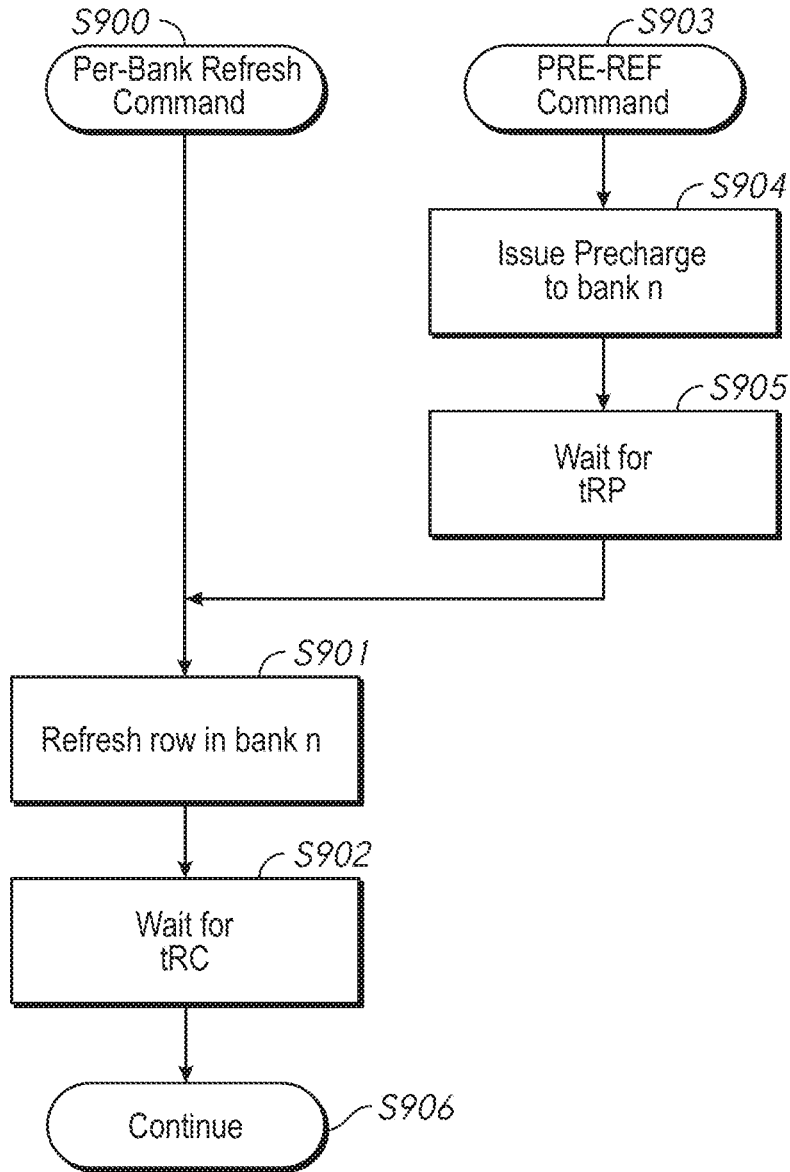 S900
Per-Bank Refresh
Command
S903
PRE-REF
Command
S904
Issue Precharge
to bank n
S905
Wait for
tRP
S901
Refresh row in bank n
S902
Wait for
tRC
Continue
S906